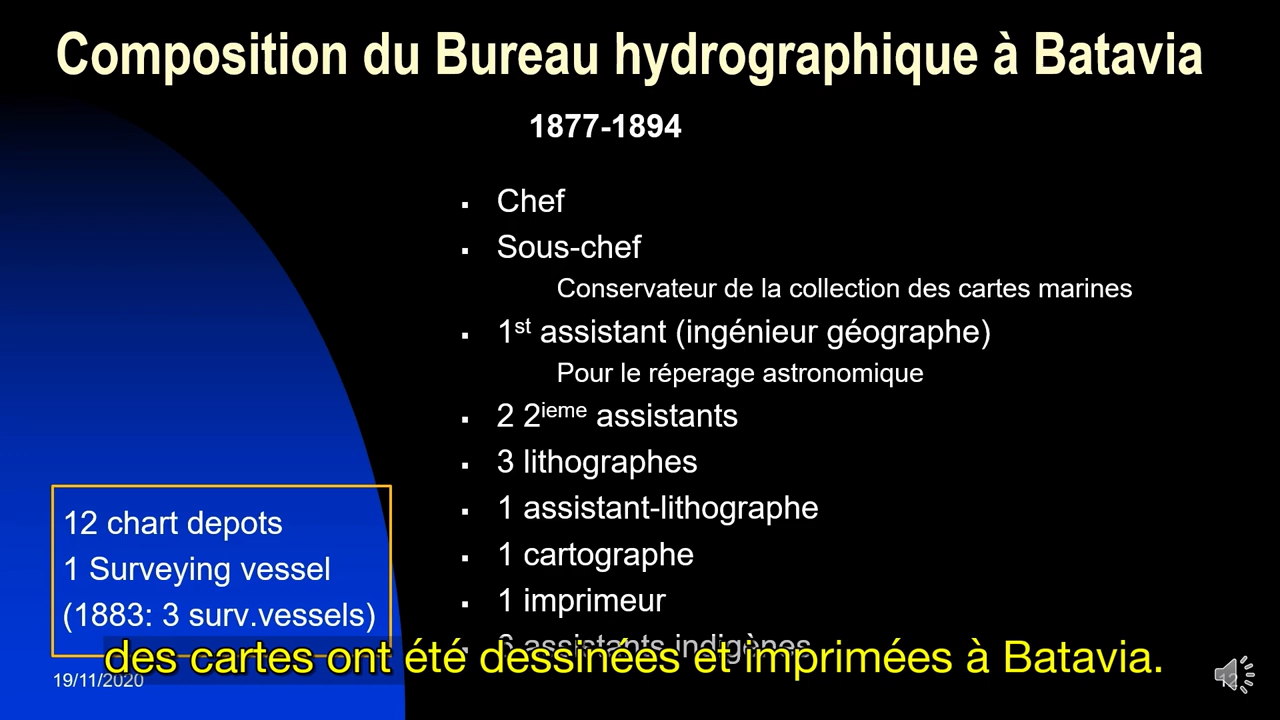 Composition du Bureau hydrographique à Batavia
1877-1894
▪ Chef
▪ Sous-chef
Conservateur de la collection des cartes marines
▪ 1st assistant (ingénieur géographe)
Pour le réperage astronomique
▪ 2 2ieme assistants
▪ 3 lithographes
▪ 1 assistant-lithographe
▪ 1 cartographe
▪ 1 imprimeur
▪ 6 assistants indigènes
12 chart depots
1 Surveying vessel
(1883: 3 surv.vessels)
des cartes ont été dessinées et imprimées à Batavia.
19/11/2020